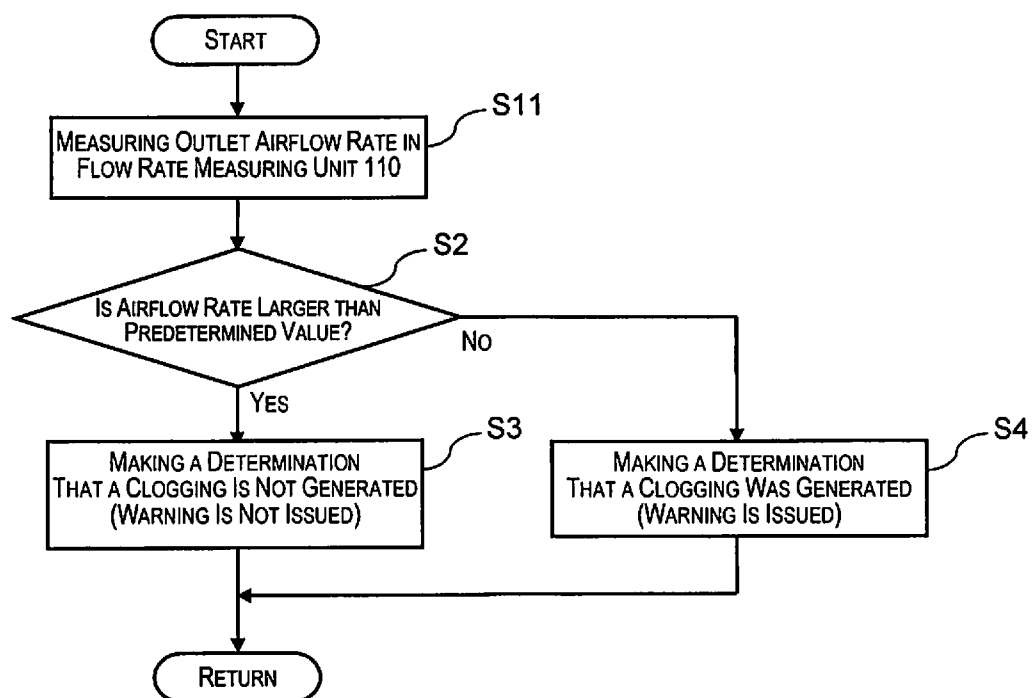 START
S11
MEASURING OUTLET AIRFLOW RATE IN
FLOW RATE MEASURING UNIT 110
S2
IS AIRFLOW RATE LARGER THAN
PREDETERMINED VALUE?
NO
YES
S3
MAKING A DETERMINATION
THAT A CLOGGING IS NOT GENERATED
(WARNING IS NOT ISSUED)
S4
MAKING A DETERMINATION
THAT A CLOGGING WAS GENERATED
(WARNING IS ISSUED)
RETURN